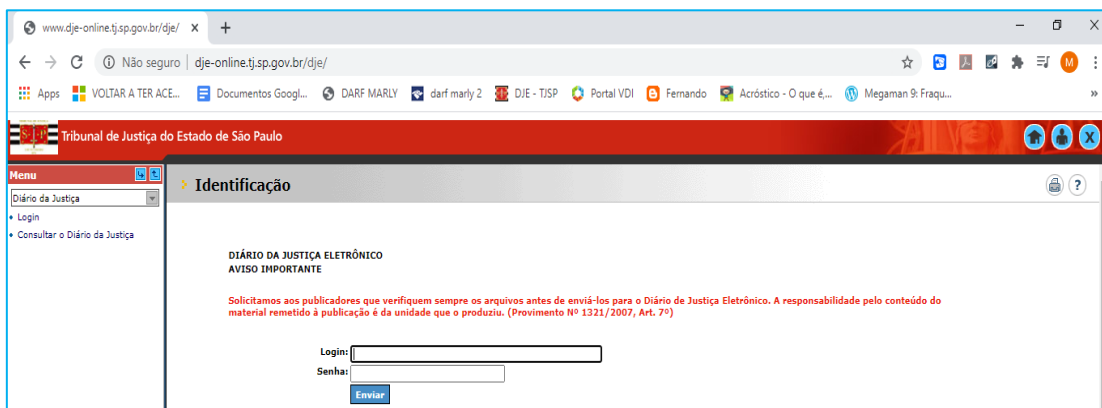 www.dje-online.tj.sp.gov.br/dje/
Não seguro | dje-online.tj.sp.gov.br/dje/
M
Apps VOLTAR A TER ACE... Documentos Googl... DARF MARLY darf marly 2 DJE - TJSP Portal VDI Fernando Acróstico - O que é,... Megaman 9: Fraqu... »
Tribunal de Justiça do Estado de São Paulo
Menu
Diário da Justiça
Login
Consultar o Diário da Justiça
Identificação
DIÁRIO DA JUSTIÇA ELETRÔNICO
AVISO IMPORTANTE
Solicitamos aos publicadores que verifiquem sempre os arquivos antes de enviá-los para o Diário de Justiça Eletrônico. A responsabilidade pelo conteúdo do
material remetido à publicação é da unidade que o produziu. (Provimento Nº 1321/2007, Art. 7º)
Login:
Senha:
Enviar